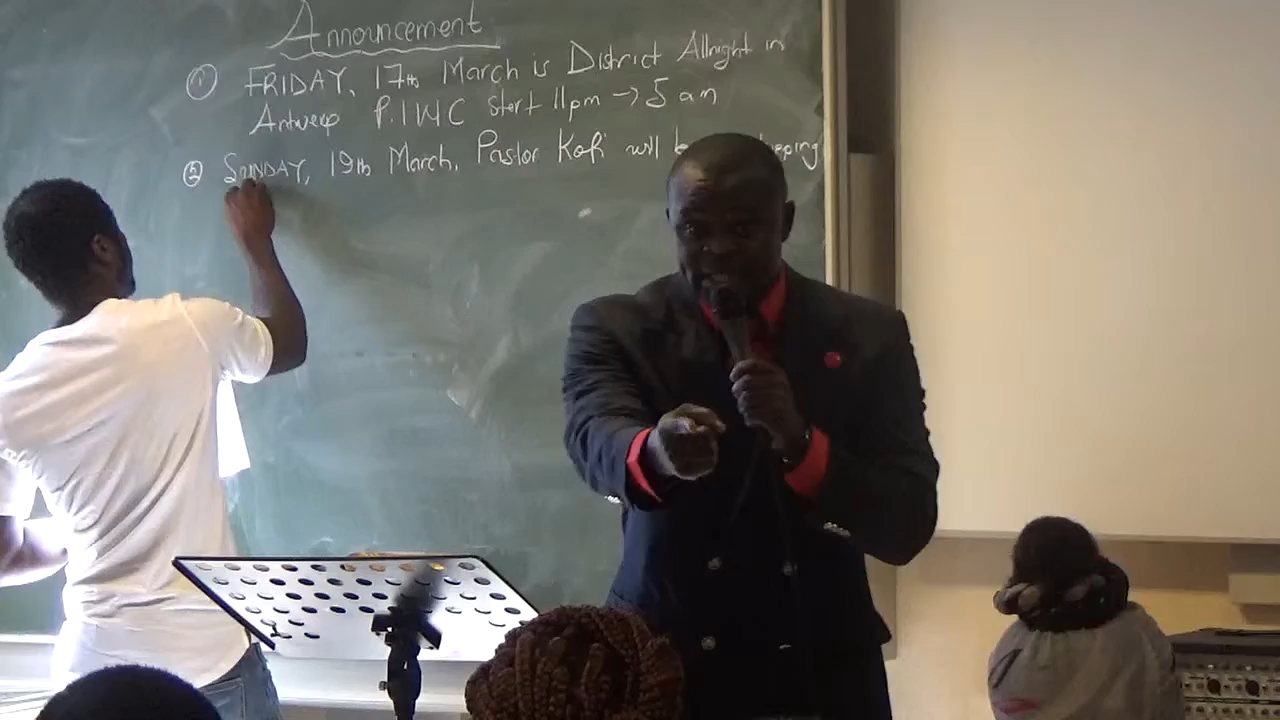 Announcement
① FRIDAY, 17th March is District Allnight in
Antwerp P.IWC start 11pm → 5 am
② SUNDAY, 19th March, Pastor Kofi will